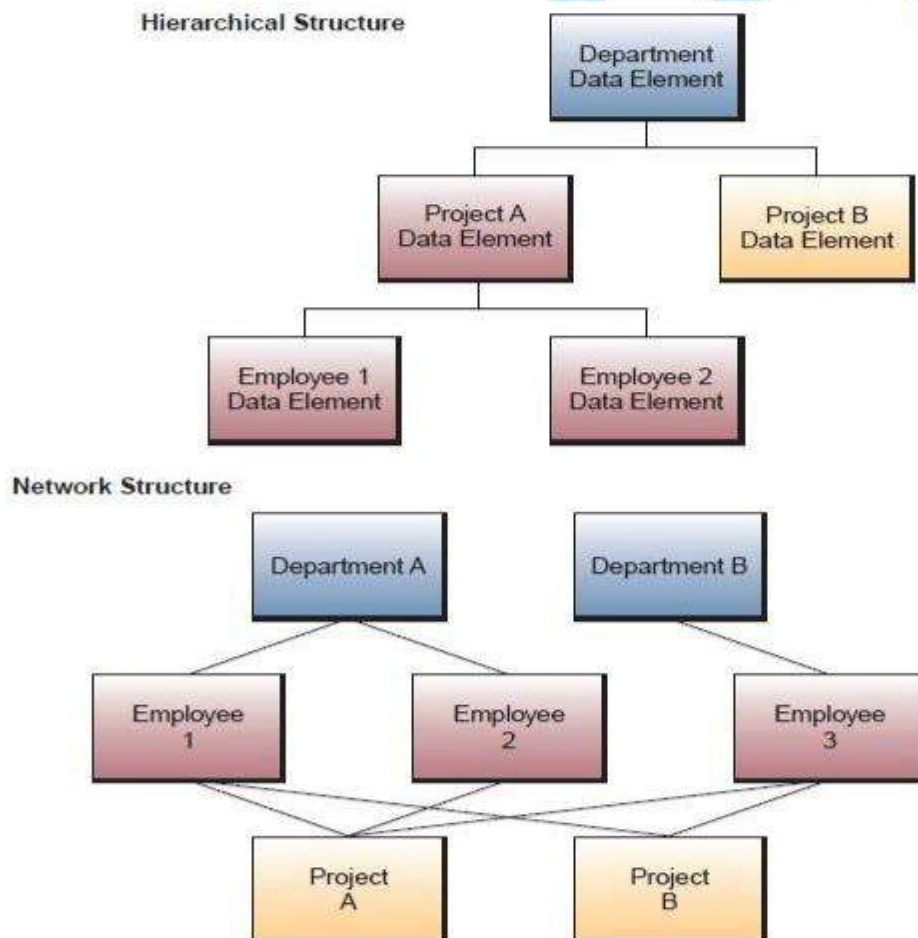 Hierarchical Structure
Department
Data Element
Project A
Data Element
Project B
Data Element
Employee 1
Data Element
Employee 2
Data Element
Network Structure
Department A
Department B
Employee
1
Employee
2
Employee
3
Project
A
Project
B